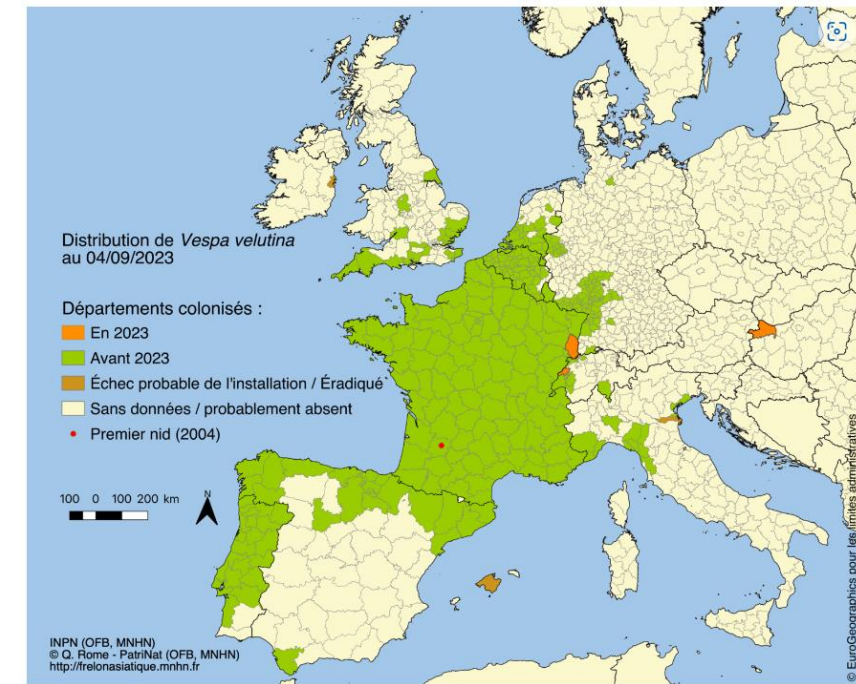 Distribution de Vespa velutina
au 04/09/2023
Départements colonisés :
En 2023
Avant 2023
Échec probable de l'installation / Éradiqué
Sans données / probablement absent
Premier nid (2004)
100 0 100 200 km
N
INPN (OFB, MNHN)
© Q. Rome - PatriNat (OFB, MNHN)
http://frelonasiatique.mnhn.fr
© EuroGeographics pour les limites administratives